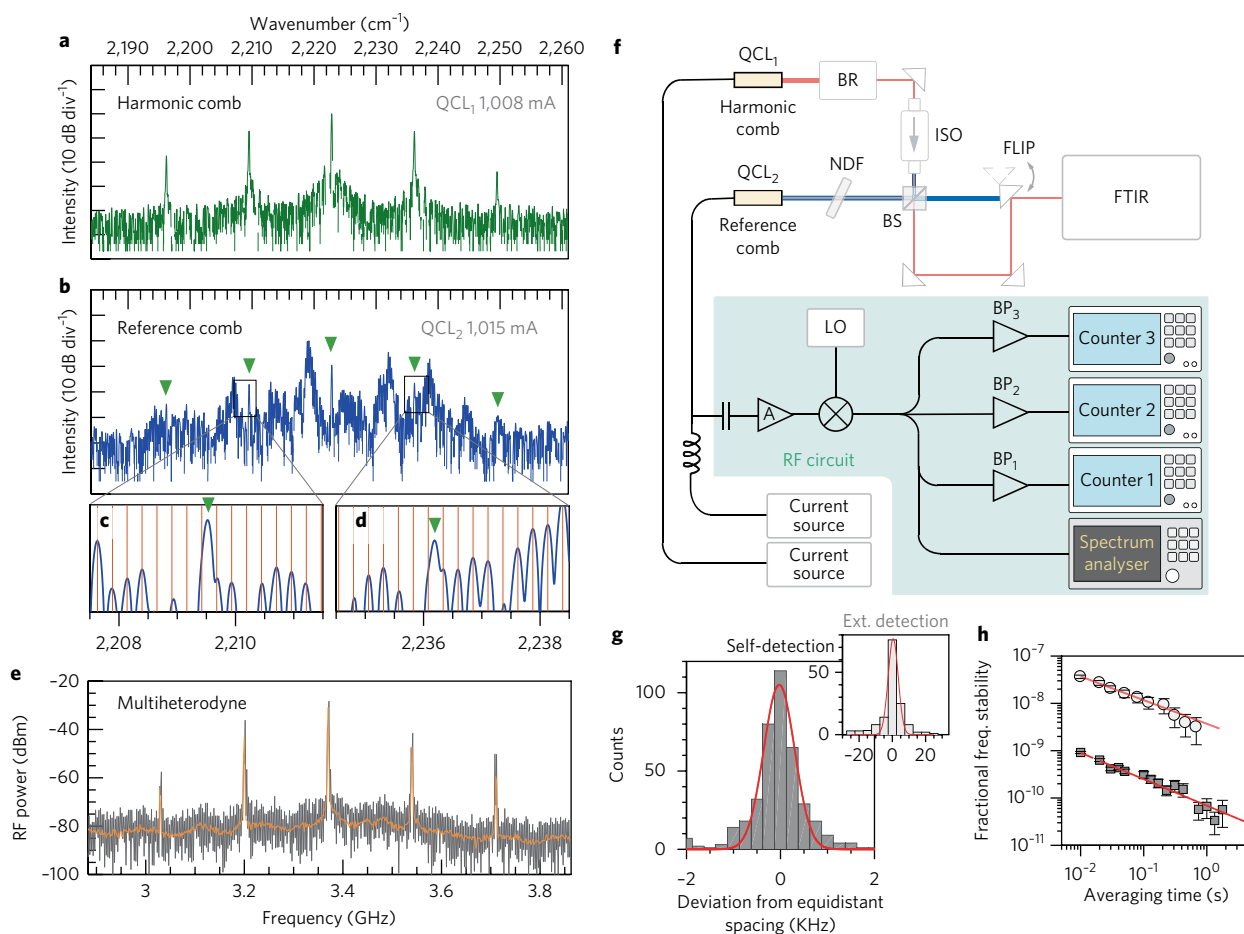 a
Wavenumber (cm⁻¹)
2,190 2,200 2,210 2,220 2,230 2,240 2,250 2,260
Harmonic comb
QCL₁ 1,008 mA
Intensity (10 dB div⁻¹)
b
Reference comb
QCL₂ 1,015 mA
Intensity (10 dB div⁻¹)
c
2,208 2,210
d
2,236 2,238
e
Multiheterodyne
RF power (dBm)
−20
−40
−60
−80
−100
3 3.2 3.4 3.6 3.8
Frequency (GHz)
f
QCL₁
Harmonic
comb
BR
ISO
FLIP
FTIR
QCL₂
Reference
comb
NDF
BS
LO
A
RF circuit
BP₃
Counter 3
BP₂
Counter 2
BP₁
Counter 1
Spectrum
analyser
Current
source
Current
source
g
Self-detection
Counts
100
50
0
−2 0 2
Deviation from equidistant
spacing (KHz)
Ext. detection
50
0
−20 0 20
h
Fractional freq. stability
10⁻⁷
10⁻⁸
10⁻⁹
10⁻¹⁰
10⁻¹¹
10⁻² 10⁻¹ 10⁰
Averaging time (s)